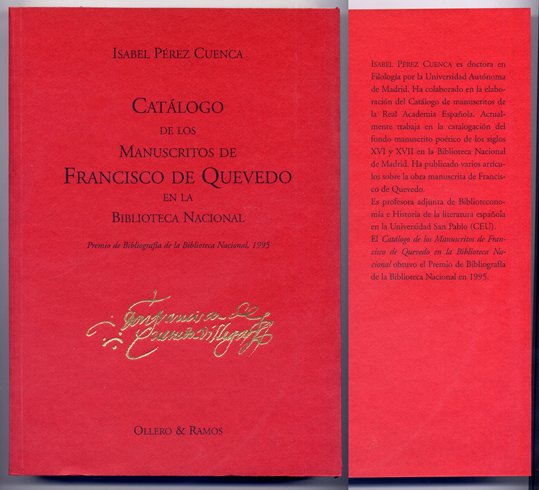 ISABEL PÉREZ CUENCA
CATÁLOGO
DE LOS
MANUSCRITOS DE
FRANCISCO DE QUEVEDO
EN LA
BIBLIOTECA NACIONAL
Premio de Bibliografía de la Biblioteca Nacional, 1995
OLLERO & RAMOS
ISABEL PÉREZ CUENCA es doctora en
Filología por la Universidad Autónoma
de Madrid. Ha colaborado en la elabo-
ración del Catálogo de manuscritos de
la Real Academia Española. Actual-
mente trabaja en la catalogación del
fondo manuscrito poético de los siglos
XVI y XVII en la Biblioteca Nacional
de Madrid. Ha publicado varios artícu-
los sobre la obra manuscrita de Francis-
co de Quevedo.
Es profesora adjunta de Bibliotecono-
mía e Historia de la literatura española
en la Universidad San Pablo (CEU).
El Catálogo de los Manuscritos de Fran-
cisco de Quevedo en la Biblioteca Na-
cional obtuvo el Premio de Bibliografía
de la Biblioteca Nacional en 1995.